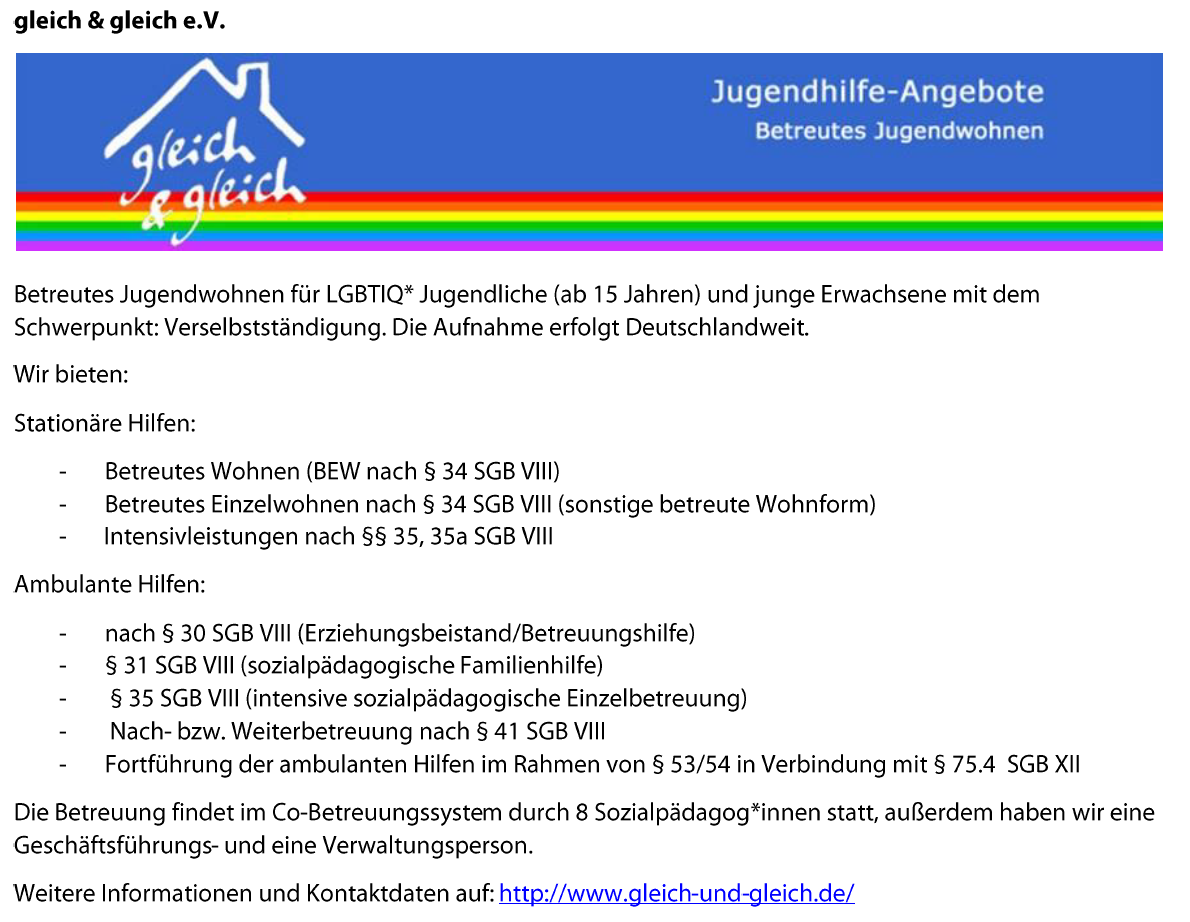 gleich & gleich e.V.
gleich
& gleich
Jugendhilfe-Angebote
Betreutes Jugendwohnen
Betreutes Jugendwohnen für LGBTIQ* Jugendliche (ab 15 Jahren) und junge Erwachsene mit dem
Schwerpunkt: Verselbstständigung. Die Aufnahme erfolgt Deutschlandweit.
Wir bieten:
Stationäre Hilfen:
- Betreutes Wohnen (BEW nach § 34 SGB VIII)
- Betreutes Einzelwohnen nach § 34 SGB VIII (sonstige betreute Wohnform)
- Intensivleistungen nach §§ 35, 35a SGB VIII
Ambulante Hilfen:
- nach § 30 SGB VIII (Erziehungsbeistand/Betreuungshilfe)
- § 31 SGB VIII (sozialpädagogische Familienhilfe)
- § 35 SGB VIII (intensive sozialpädagogische Einzelbetreuung)
- Nach- bzw. Weiterbetreuung nach § 41 SGB VIII
- Fortführung der ambulanten Hilfen im Rahmen von § 53/54 in Verbindung mit § 75.4 SGB XII
Die Betreuung findet im Co-Betreuungssystem durch 8 Sozialpädagog*innen statt, außerdem haben wir eine
Geschäftsführungs- und eine Verwaltungsperson.
Weitere Informationen und Kontaktdaten auf: http://www.gleich-und-gleich.de/